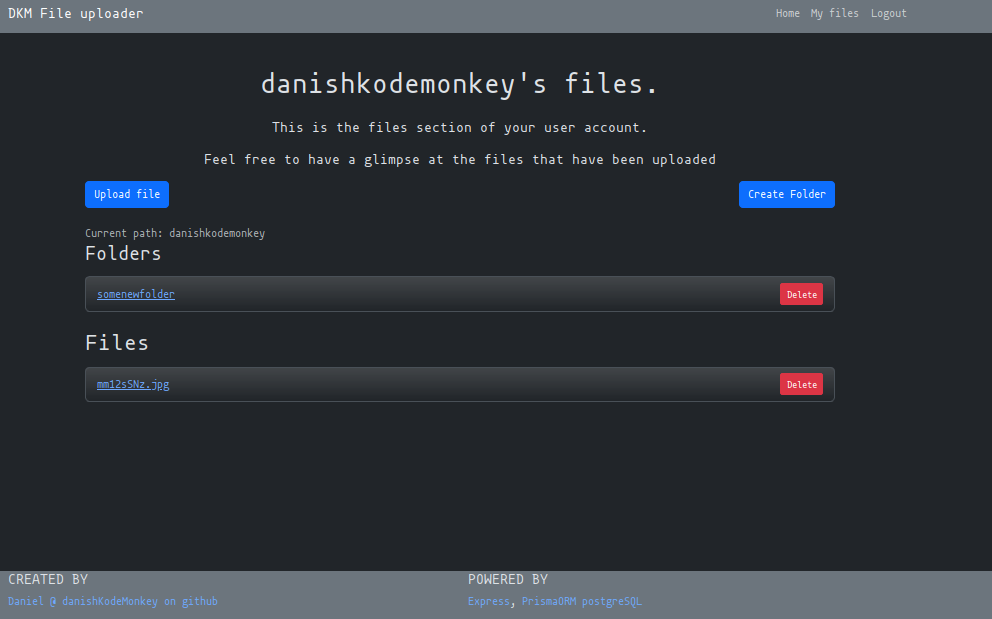 DKM File uploader
Home My files Logout
danishkodemonkey's files.
This is the files section of your user account.
Feel free to have a glimpse at the files that have been uploaded
Upload file
Create Folder
Current path: danishkodemonkey
Folders
somenewfolder
Delete
Files
mm12sSNz.jpg
Delete
CREATED BY
Daniel @ danishKodeMonkey on github
POWERED BY
Express, PrismaORM postgreSQL